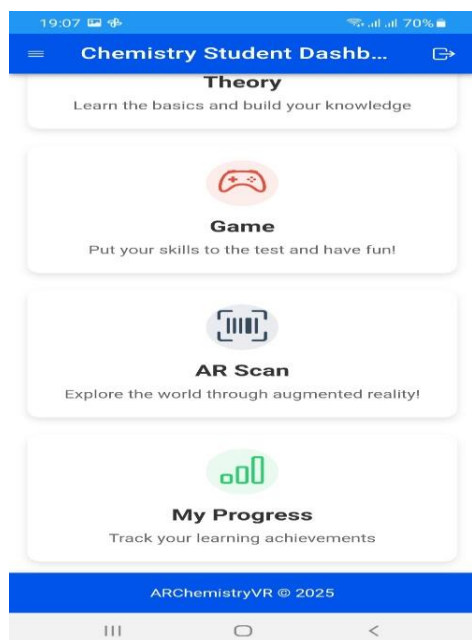 19:07 70%
Chemistry Student Dashb...
Theory
Learn the basics and build your knowledge
Game
Put your skills to the test and have fun!
AR Scan
Explore the world through augmented reality!
My Progress
Track your learning achievements
ARChemistryVR © 2025